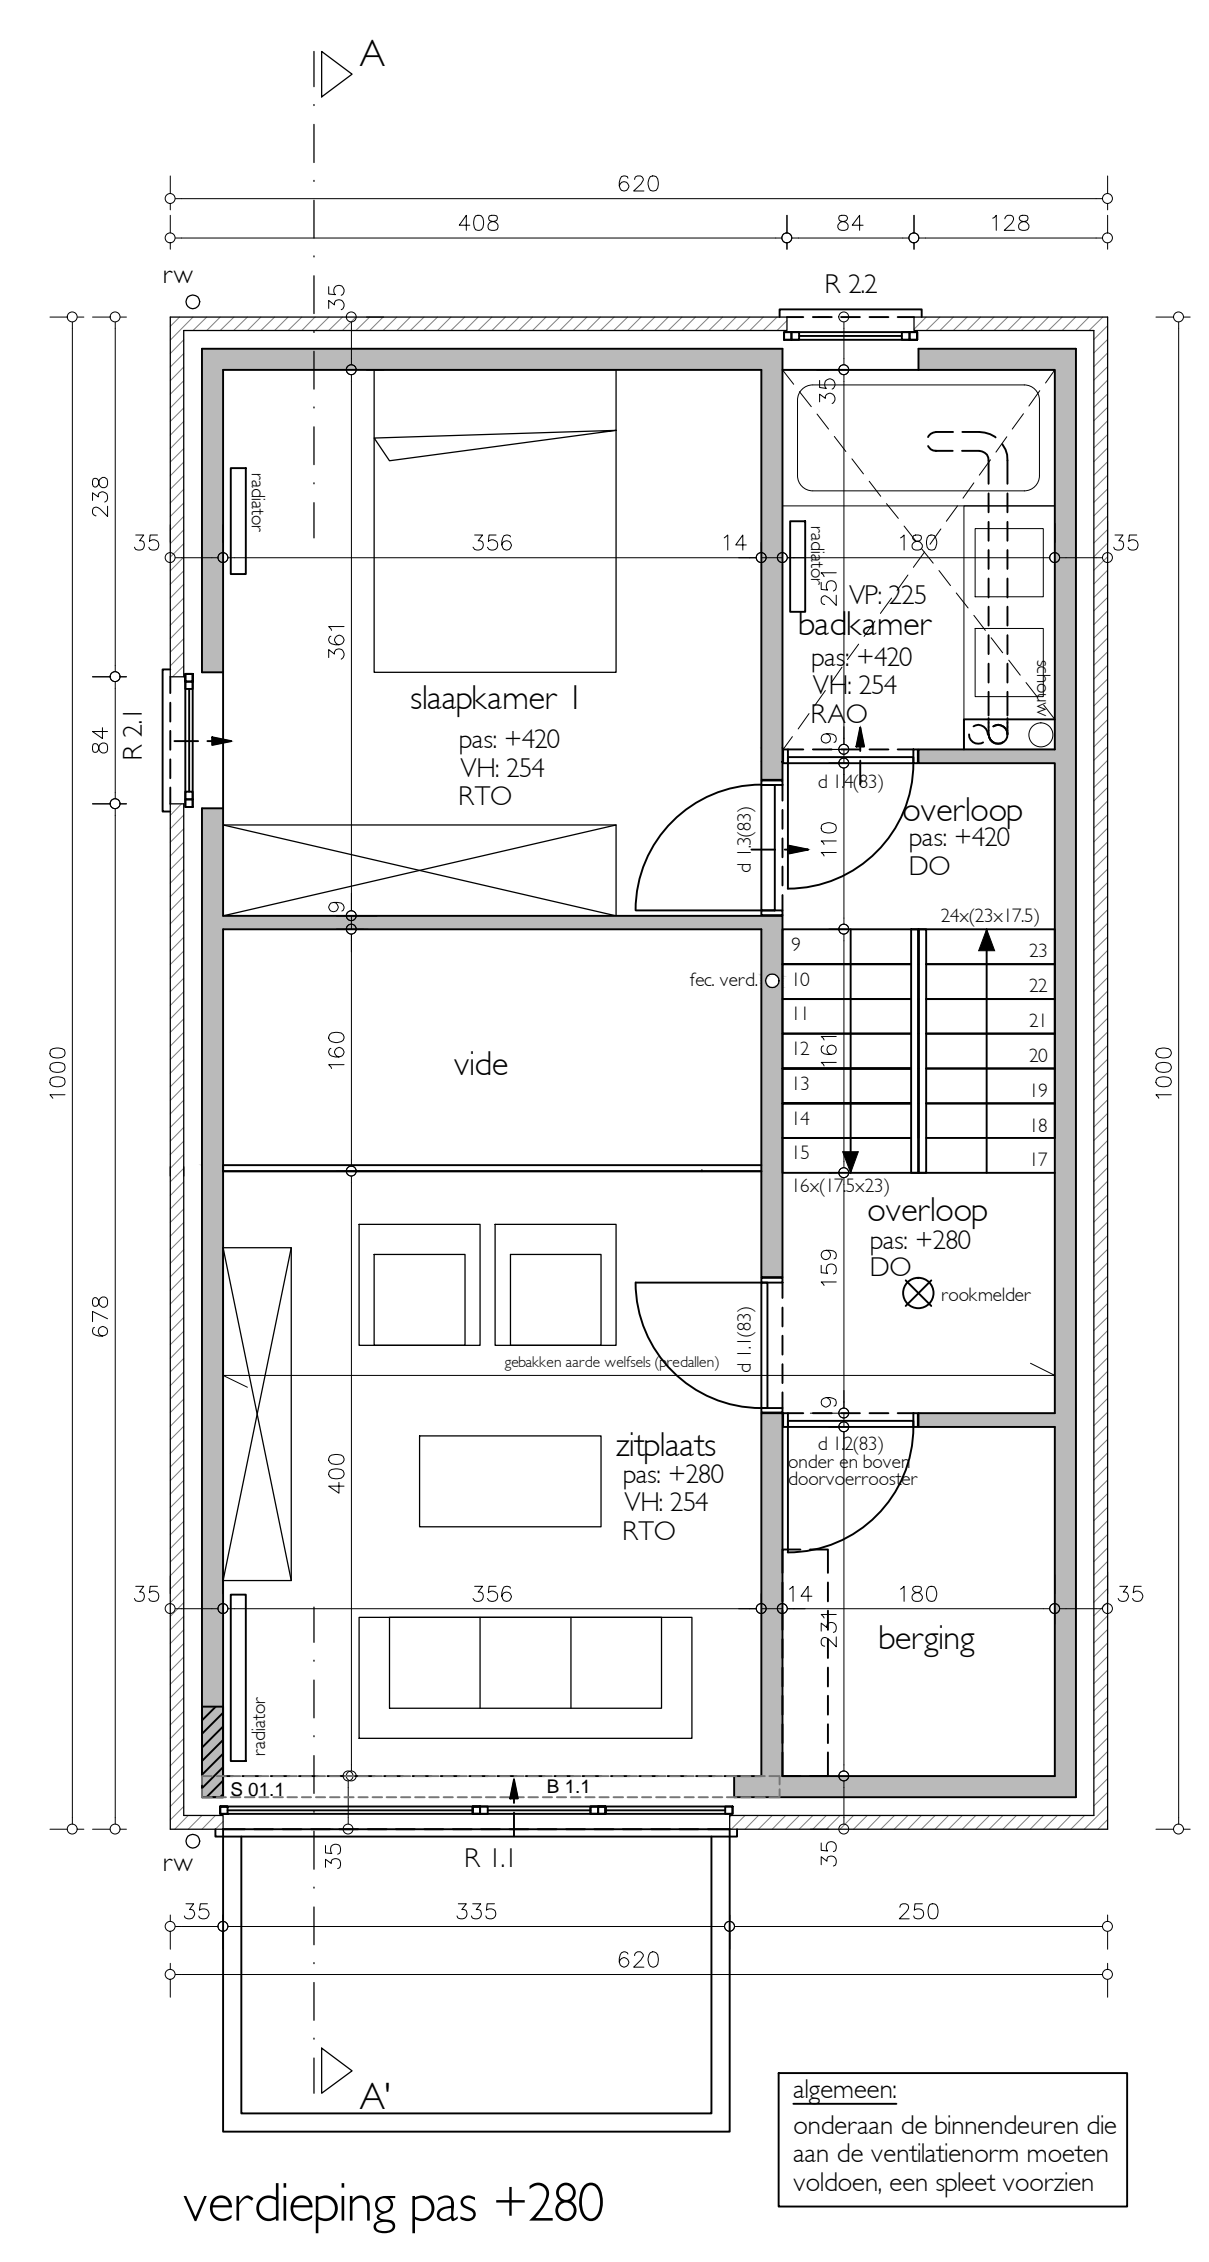 A
620
408 84 128
rw
R 2.2
35
35
238
radiator
radiator
35 356 14 180 35
251
VP: 225
badkamer
pas: +420
VH: 254
RAO
schouw
361
slaapkamer 1
pas: +420
VH: 254
RTO
84
R 2.1
9
d 1.4(83)
overloop
pas: +420
DO
110
d 1.3(83)
9
24x(23x17.5)
9 23
fec. verd. 10 22
11 21
12 161 20
13 19
14 18
15 17
16x(17.5x23)
160
vide
1000
1000
overloop
pas: +280
DO
rookmelder
159
678
d 1.1(83)
gebakken aarde welfsels (predallen)
9
d 1.2(83)
onder en boven
doorvoerrooster
zitplaats
pas: +280
VH: 254
RTO
400
35 356 14 180 35
231
berging
radiator
S 01.1 B 1.1
rw
35
R 1.1
35
35 335 250
620
A'
algemeen:
onderaan de binnendeuren die
aan de ventilatienorm moeten
voldoen, een spleet voorzien
verdieping pas +280